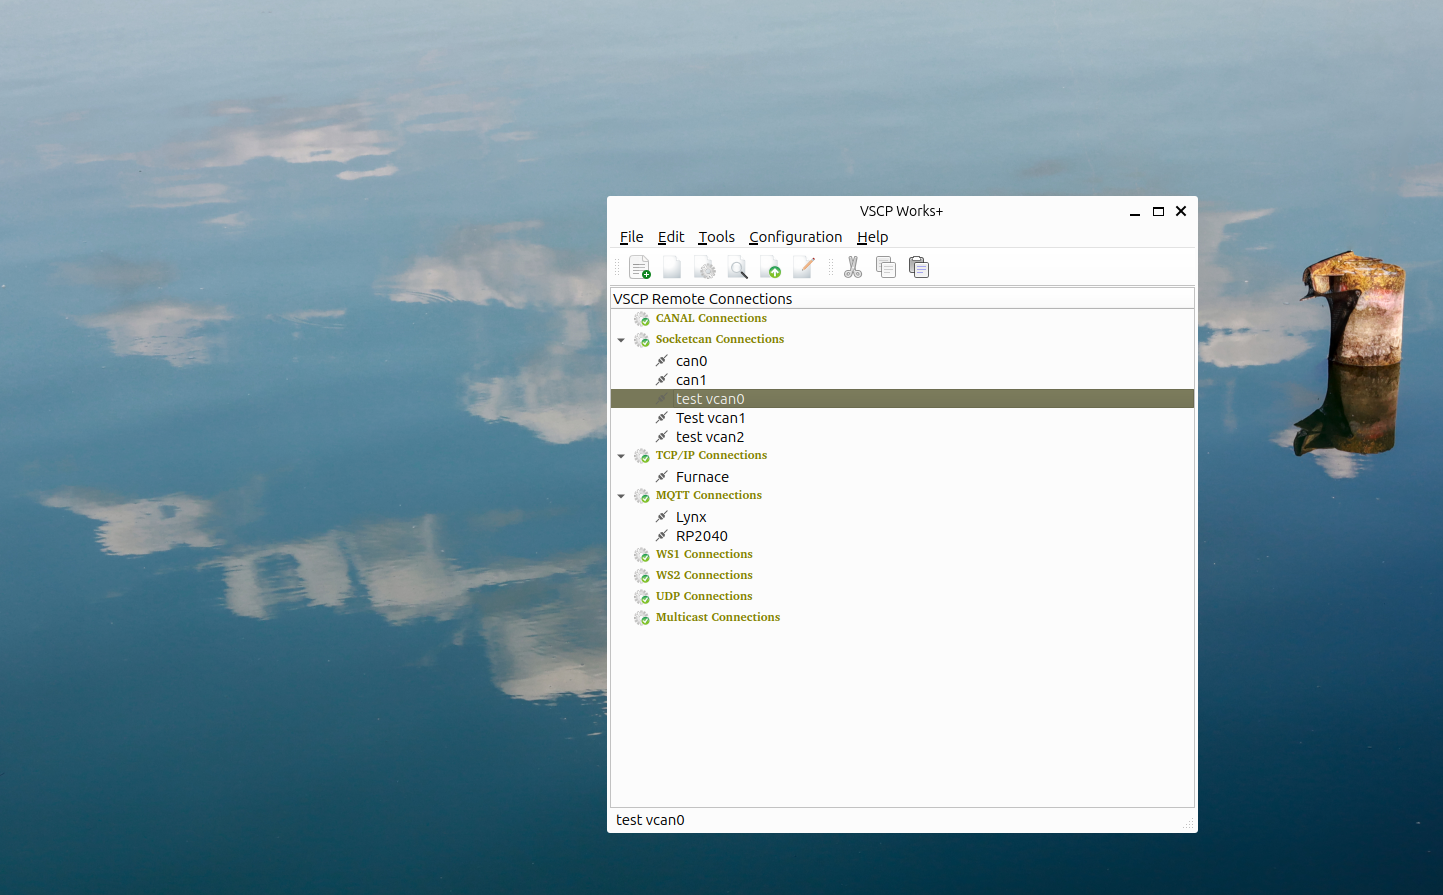 VSCP Works+
File Edit Tools Configuration Help
VSCP Remote Connections
CANAL Connections
Socketcan Connections
can0
can1
test vcan0
Test vcan1
test vcan2
TCP/IP Connections
Furnace
MQTT Connections
Lynx
RP2040
WS1 Connections
WS2 Connections
UDP Connections
Multicast Connections
test vcan0